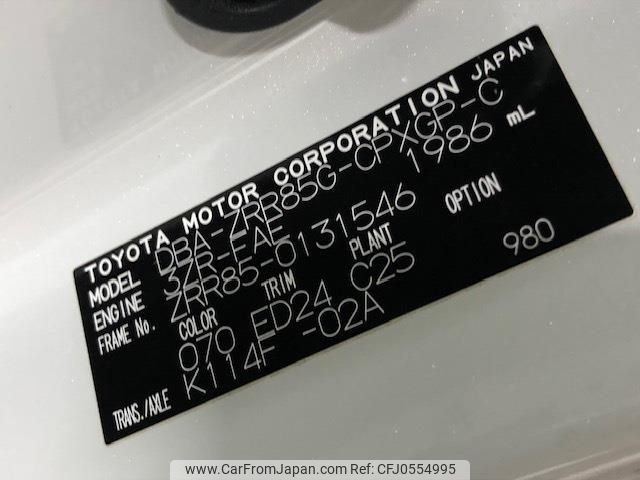 TOYOTA MOTOR CORPORATION JAPAN
MODEL DBA-ZRR85G-CPXGP-C
ENGINE 3ZR-FAE 1986 mL
FRAME No. ZRR85-0131546
COLOR TRIM PLANT OPTION
070 ED24 C25 980
TRANS./AXLE K114F -02A
www.CarFromJapan.com | CFJ0554995